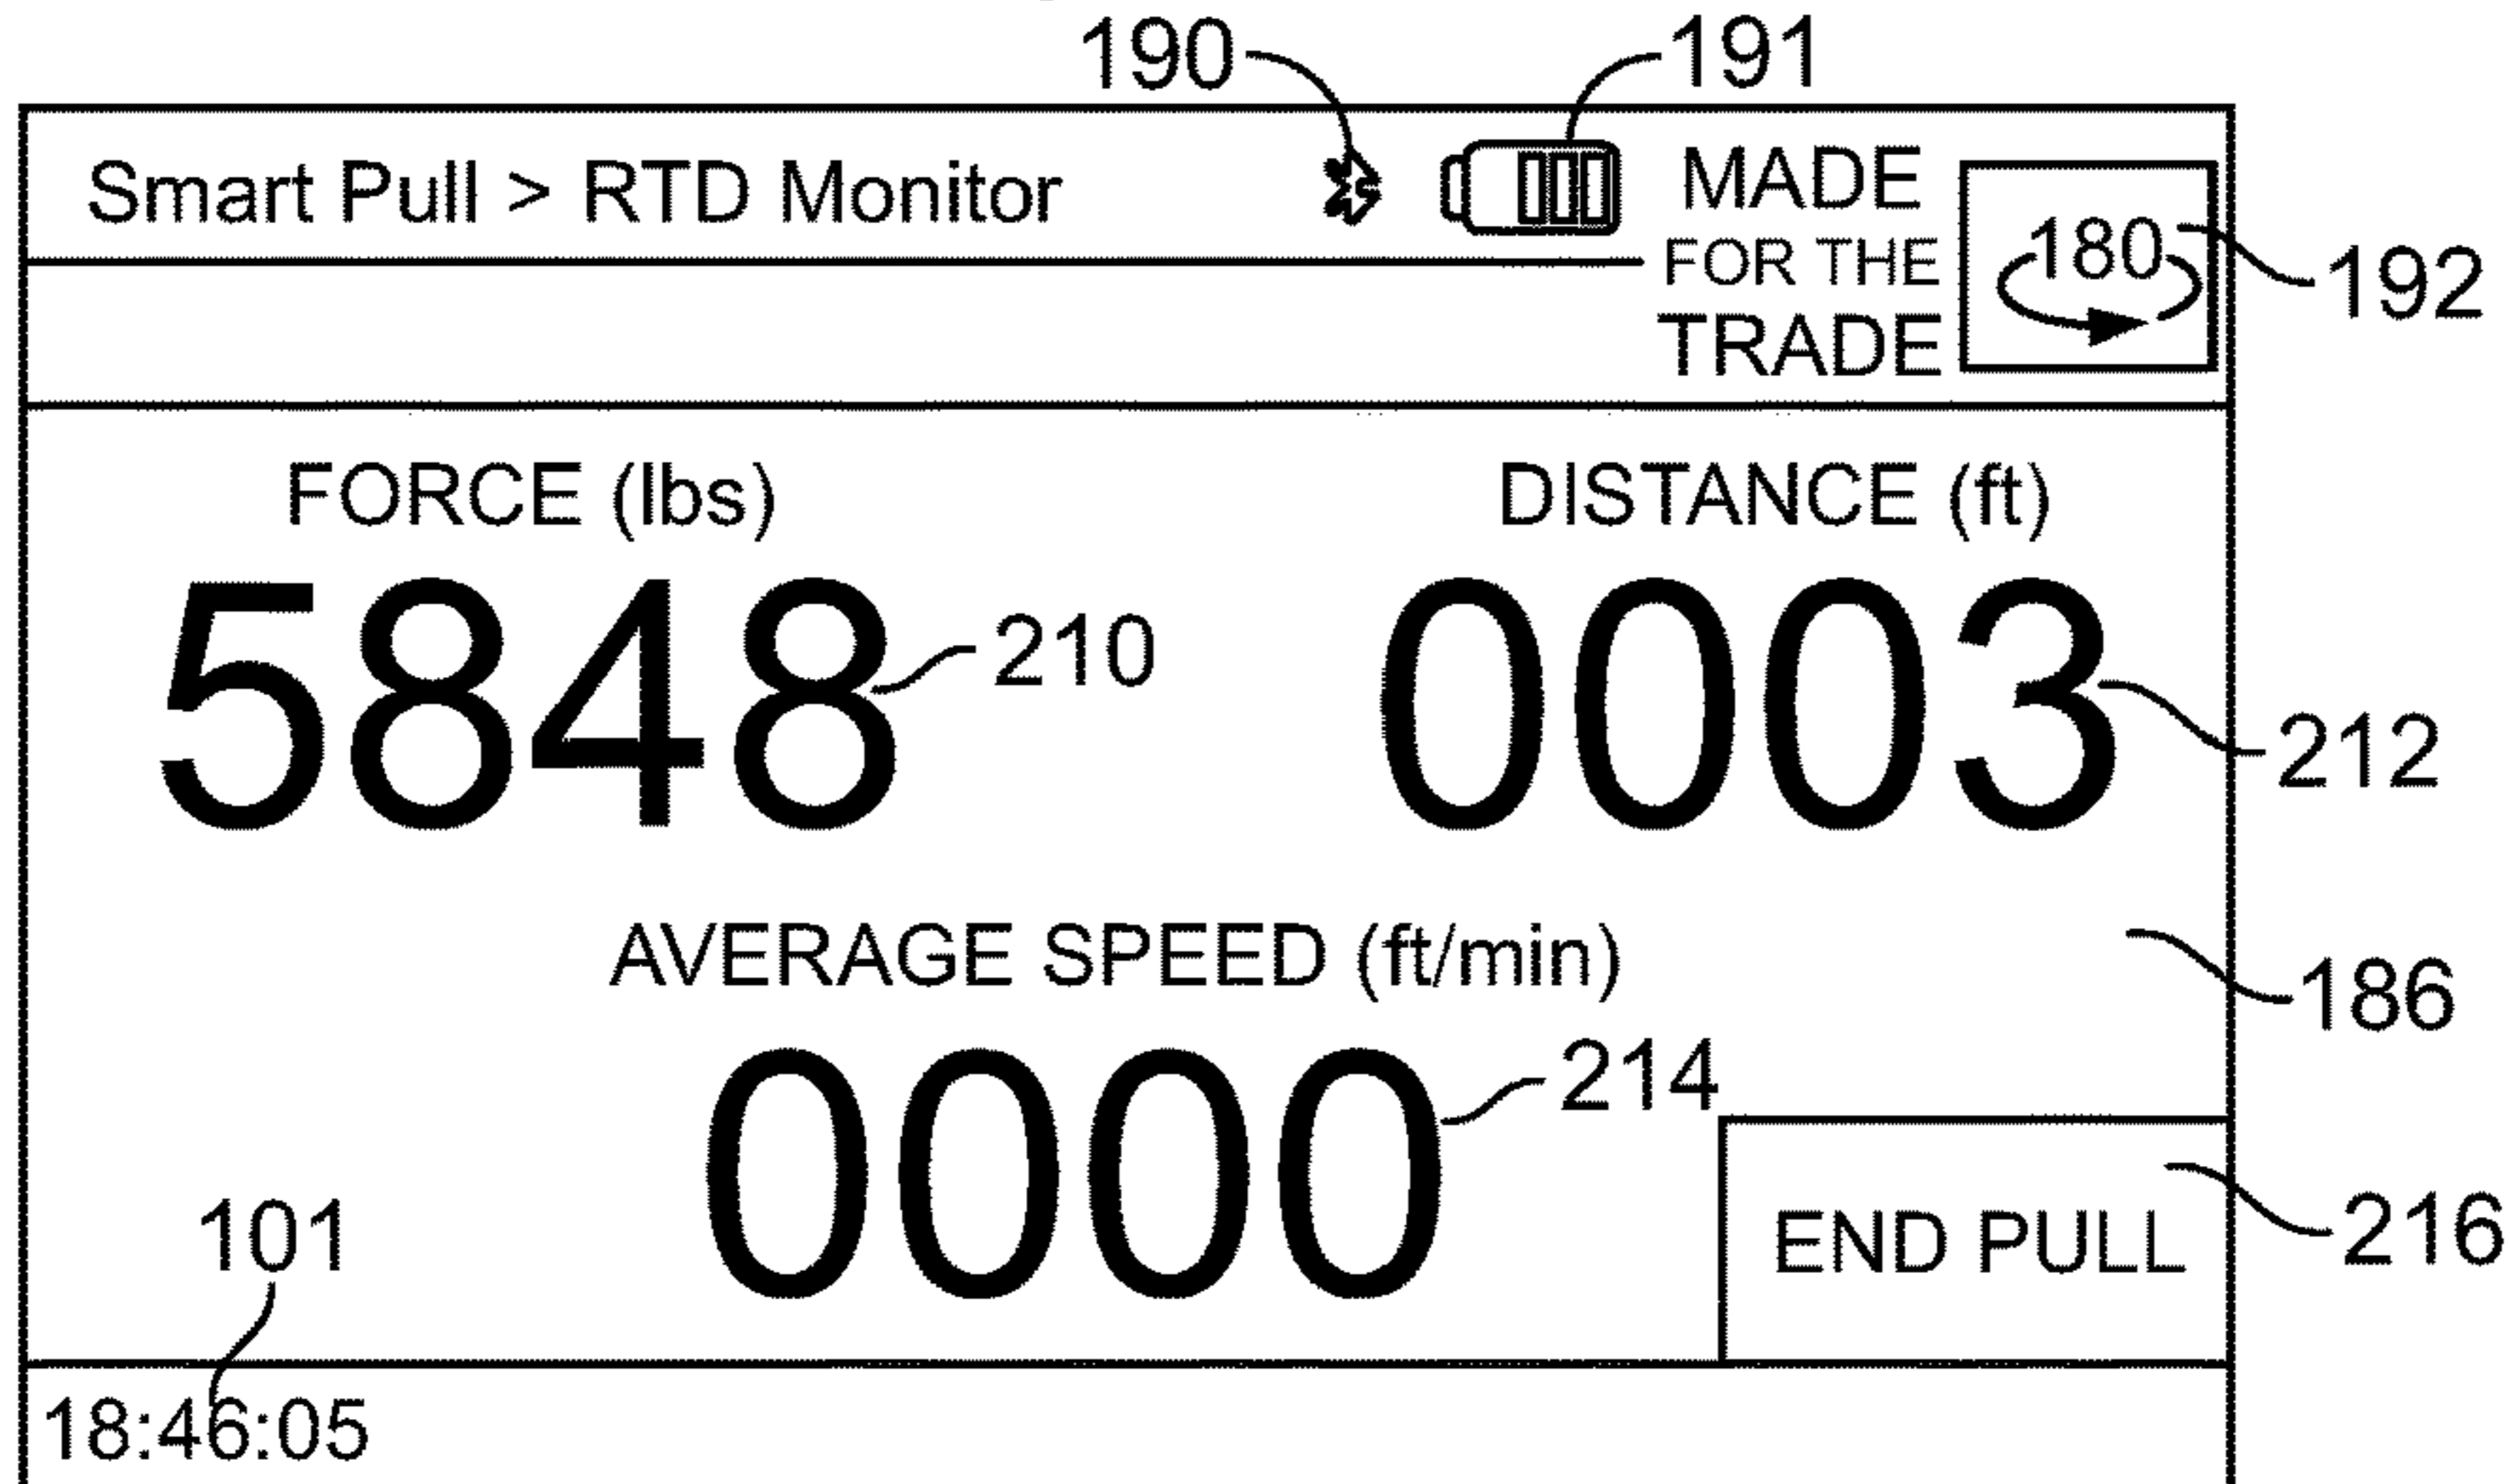 190 191
Smart Pull > RTD Monitor
MADE
FOR THE
TRADE
180
192
FORCE (lbs) DISTANCE (ft)
5848 210 0003
212
AVERAGE SPEED (ft/min)
186
0000 214
101
END PULL
216
18:46:05